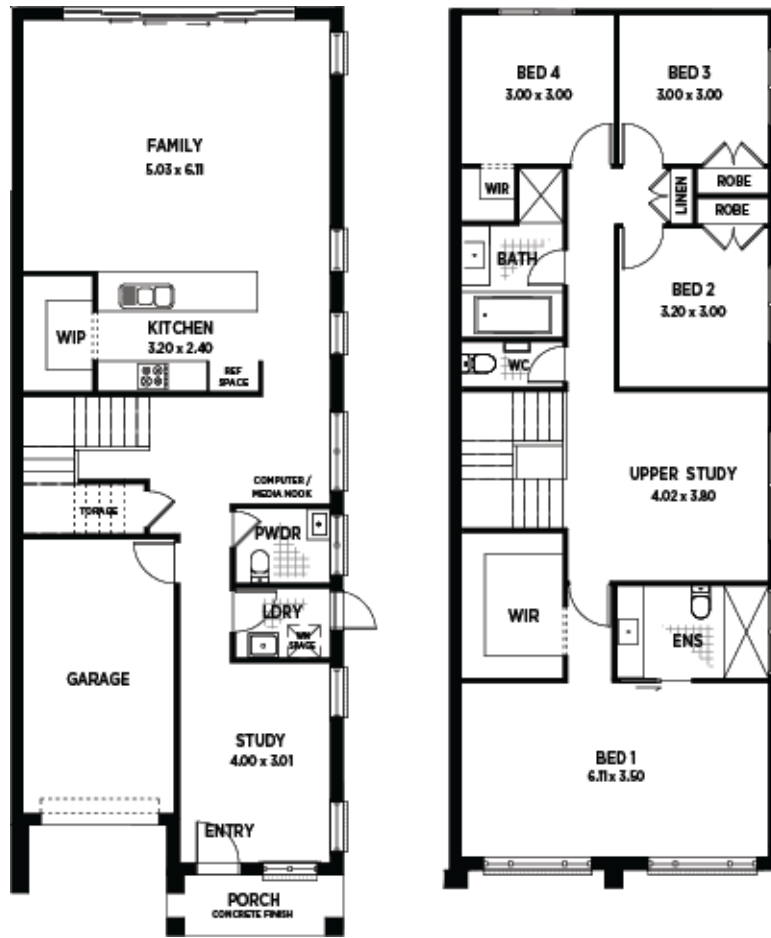 FAMILY
5.03 x 6.11
WIP
KITCHEN
3.20 x 2.40
REF
SPACE
COMPUTER /
MEDIA NOOK
TORAGE
PWDR
LDRY
WM
SPACE
GARAGE
STUDY
4.00 x 3.01
ENTRY
PORCH
CONCRETE FINISH
BED 4
3.00 x 3.00
BED 3
3.00 x 3.00
WIR
LINEN
ROBE
ROBE
BATH
BED 2
3.20 x 3.00
WC
UPPER STUDY
4.02 x 3.80
WIR
ENS
BED 1
6.11 x 3.50